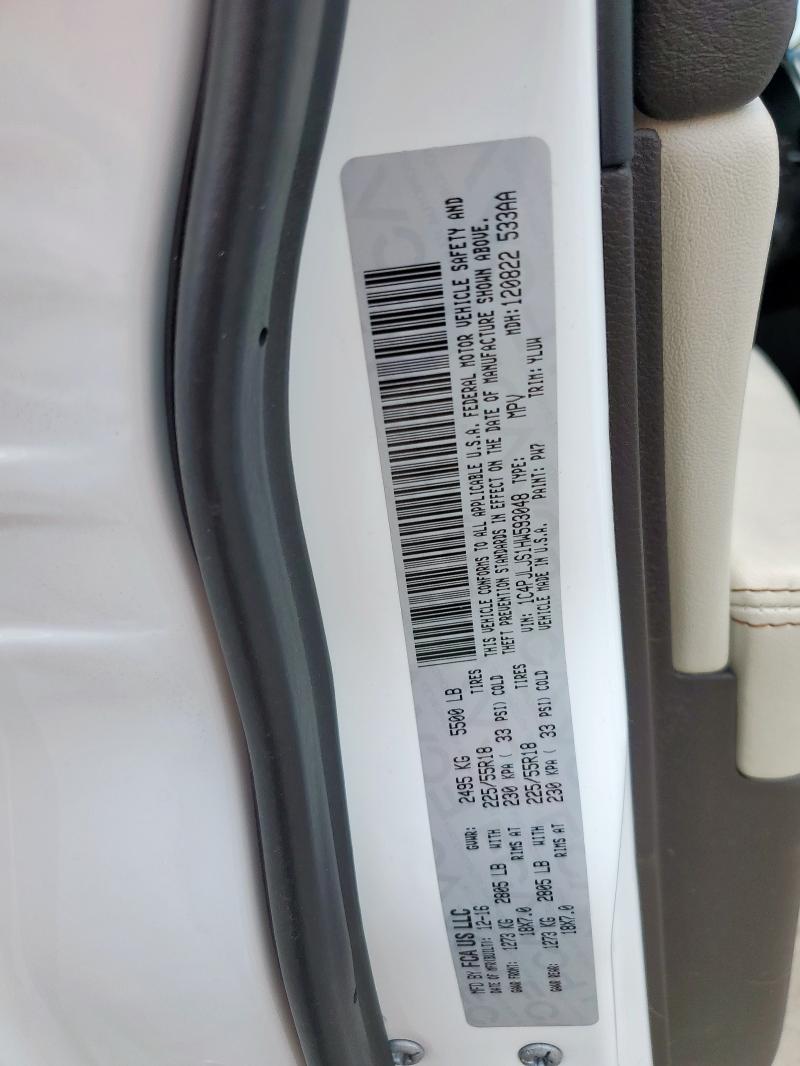 MFD BY FCA US LLC
DATE OF MFR(BUILT): 12-16 GVWR: 2495 KG 5500 LB
GAWR FRONT: 1273 KG 2805 LB WITH 225/55R18 TIRES
18X7.0 RIMS AT 230 KPA ( 33 PSI) COLD
GAWR REAR: 1273 KG 2805 LB WITH 225/55R18 TIRES
18X7.0 RIMS AT 230 KPA ( 33 PSI) COLD
THIS VEHICLE CONFORMS TO ALL APPLICABLE U.S.A. FEDERAL MOTOR VEHICLE SAFETY AND
THEFT PREVENTION STANDARDS IN EFFECT ON THE DATE OF MANUFACTURE SHOWN ABOVE.
VIN: 1C4PJLJS1HW593048 TYPE: MPV MDH:120822 533AA
VEHICLE MADE IN U.S.A. PAINT: PW7 TRIM: YLUW